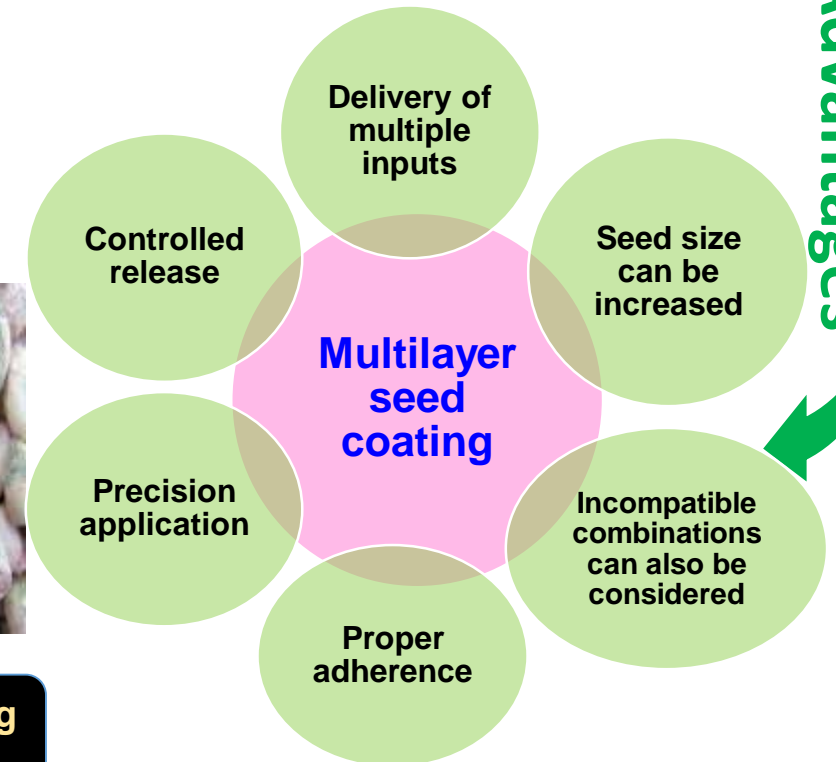 Delivery of
multiple
inputs
Seed size
can be
increased
Incompatible
combinations
can also be
considered
Proper
adherence
Precision
application
Controlled
release
Multilayer
seed
coating
g